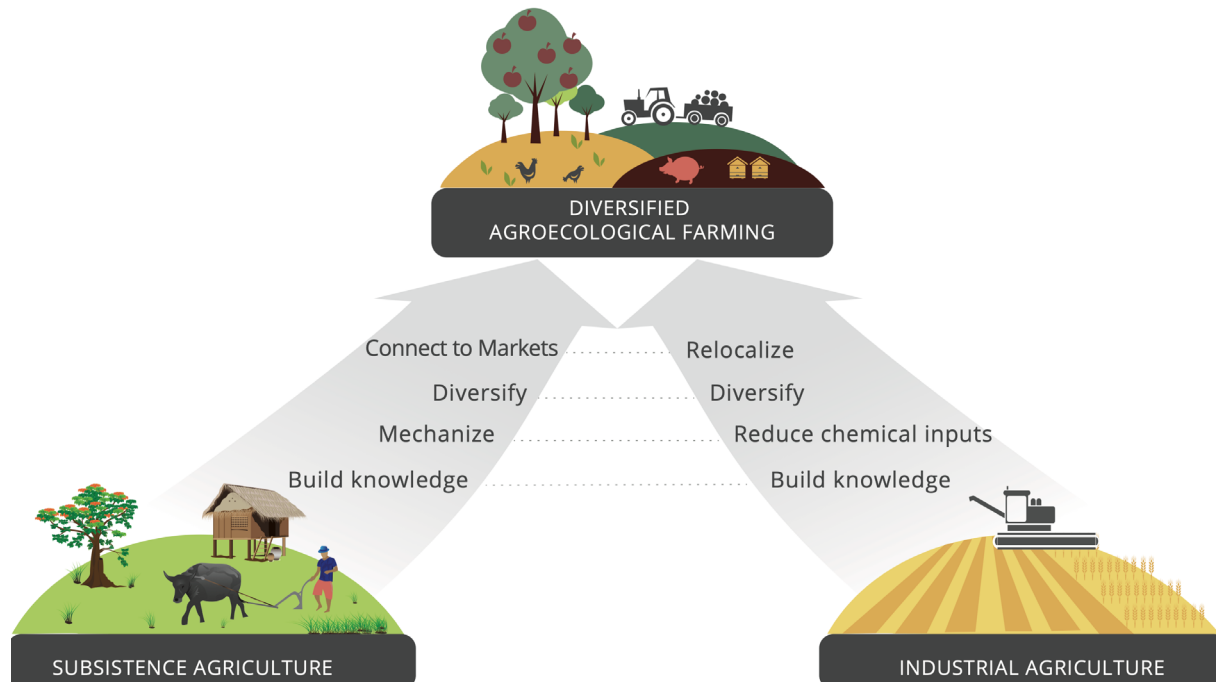 DIVERSIFIED
AGROECOLOGICAL FARMING
Connect to Markets
Relocalize
Diversify
Diversify
Mechanize
Reduce chemical inputs
Build knowledge
Build knowledge
SUBSISTENCE AGRICULTURE
INDUSTRIAL AGRICULTURE